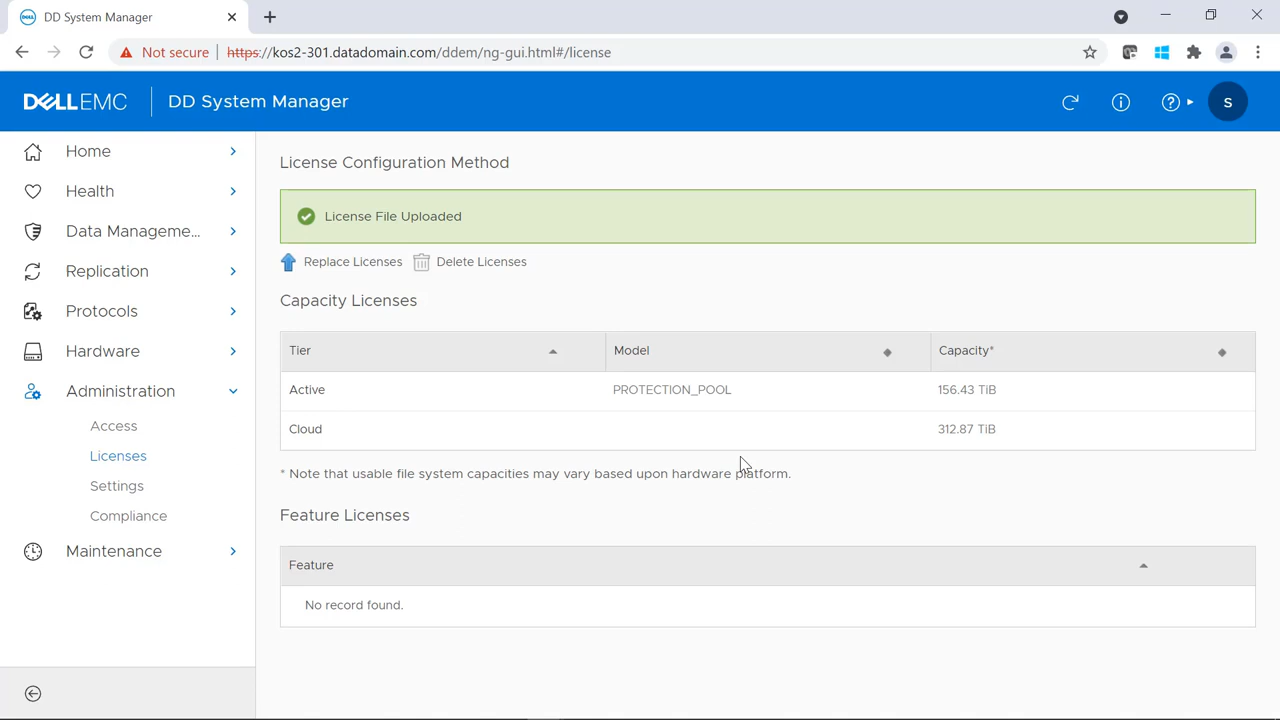 DD System Manager
Not secure https://kos2-301.datadomain.com/ddem/ng-gui.html#/license
DELLEMC DD System Manager
S
Home
Health
Data Manageme...
Replication
Protocols
Hardware
Administration
Access
Licenses
Settings
Compliance
Maintenance
License Configuration Method
License File Uploaded
Replace Licenses Delete Licenses
Capacity Licenses
Tier Model Capacity*
Active PROTECTION_POOL 156.43 TiB
Cloud 312.87 TiB
* Note that usable file system capacities may vary based upon hardware platform.
Feature Licenses
Feature
No record found.